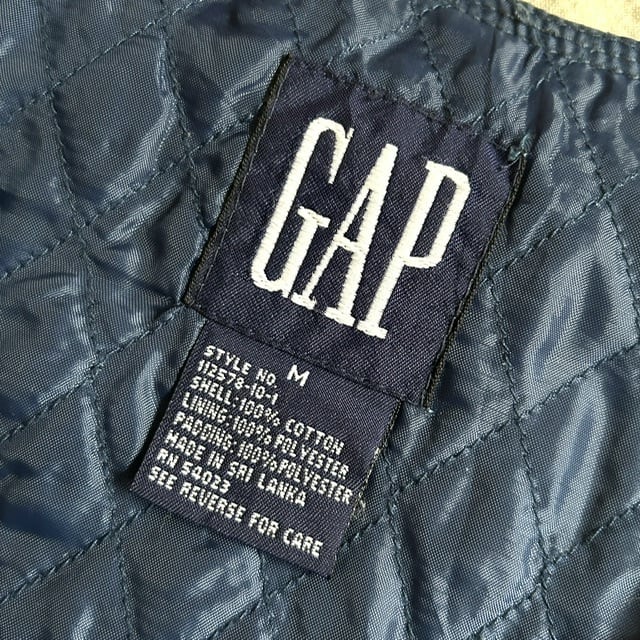 GAP
M
STYLE NO.
112578-10-1
SHELL:100% COTTON
LINING:100% POLYESTER
PADDING:100% POLYESTER
MADE IN SRI LANKA
RN 54023
SEE REVERSE FOR CARE